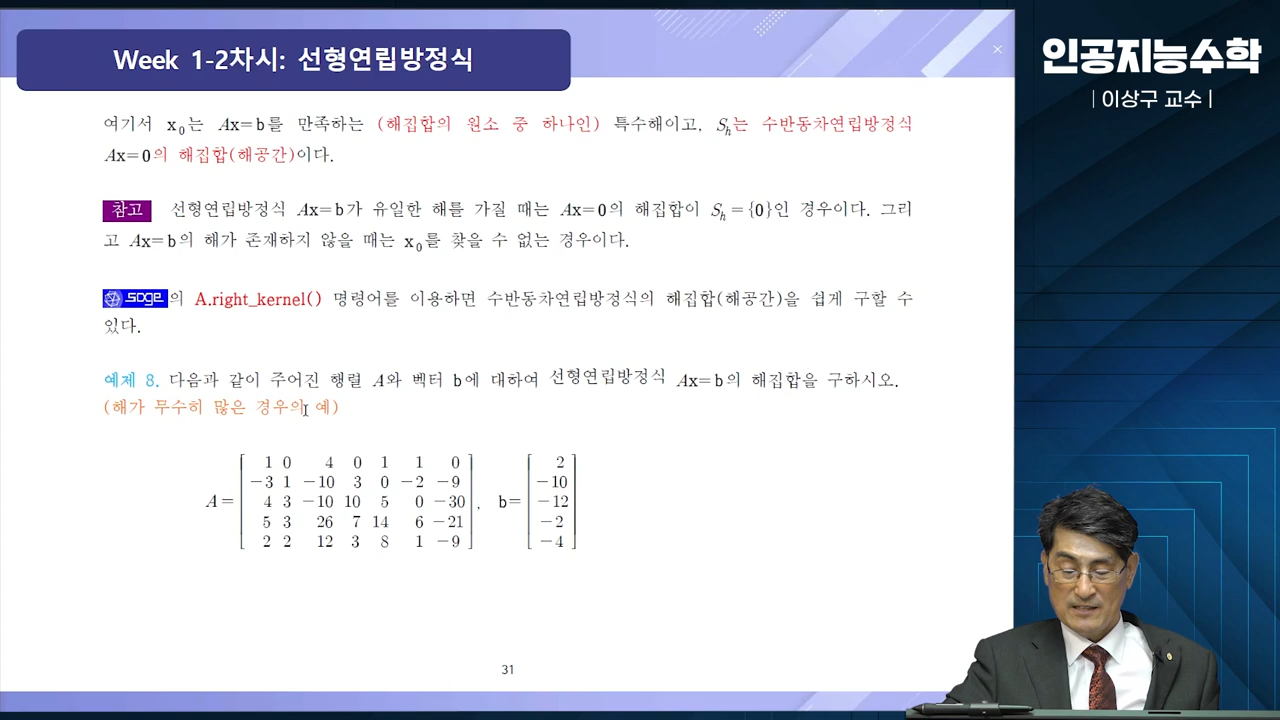 Week 1-2차시: 선형연립방정식
인공지능수학
| 이상구 교수 |
여기서 x₀는 Ax=b를 만족하는 (해집합의 원소 중 하나인) 특수해이고, Sₕ는 수반동차연립방정식
Ax=0의 해집합(해공간)이다.
참고 선형연립방정식 Ax=b가 유일한 해를 가질 때는 Ax=0의 해집합이 Sₕ={0}인 경우이다. 그리
고 Ax=b의 해가 존재하지 않을 때는 x₀를 찾을 수 없는 경우이다.
sage의 A.right_kernel() 명령어를 이용하면 수반동차연립방정식의 해집합(해공간)을 쉽게 구할 수
있다.
예제 8. 다음과 같이 주어진 행렬 A와 벡터 b에 대하여 선형연립방정식 Ax=b의 해집합을 구하시오.
(해가 무수히 많은 경우의 예)
1 0 4 0 1 1 0 2
−3 1 −10 3 0 −2 −9 −10
A= 4 3 −10 10 5 0 −30 , b= −12
5 3 26 7 14 6 −21 −2
2 2 12 3 8 1 −9 −4
31